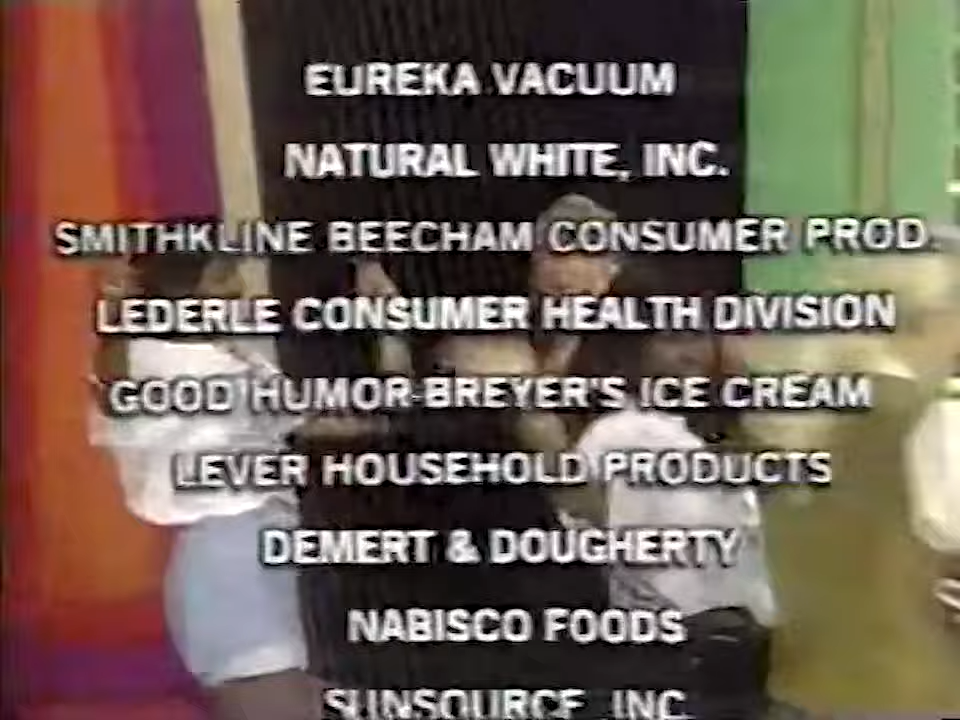 EUREKA VACUUM
NATURAL WHITE, INC.
SMITHKLINE BEECHAM CONSUMER PROD.
LEDERLE CONSUMER HEALTH DIVISION
GOOD HUMOR-BREYER'S ICE CREAM
LEVER HOUSEHOLD PRODUCTS
DEMERT & DOUGHERTY
NABISCO FOODS
SUNSOURCE, INC.